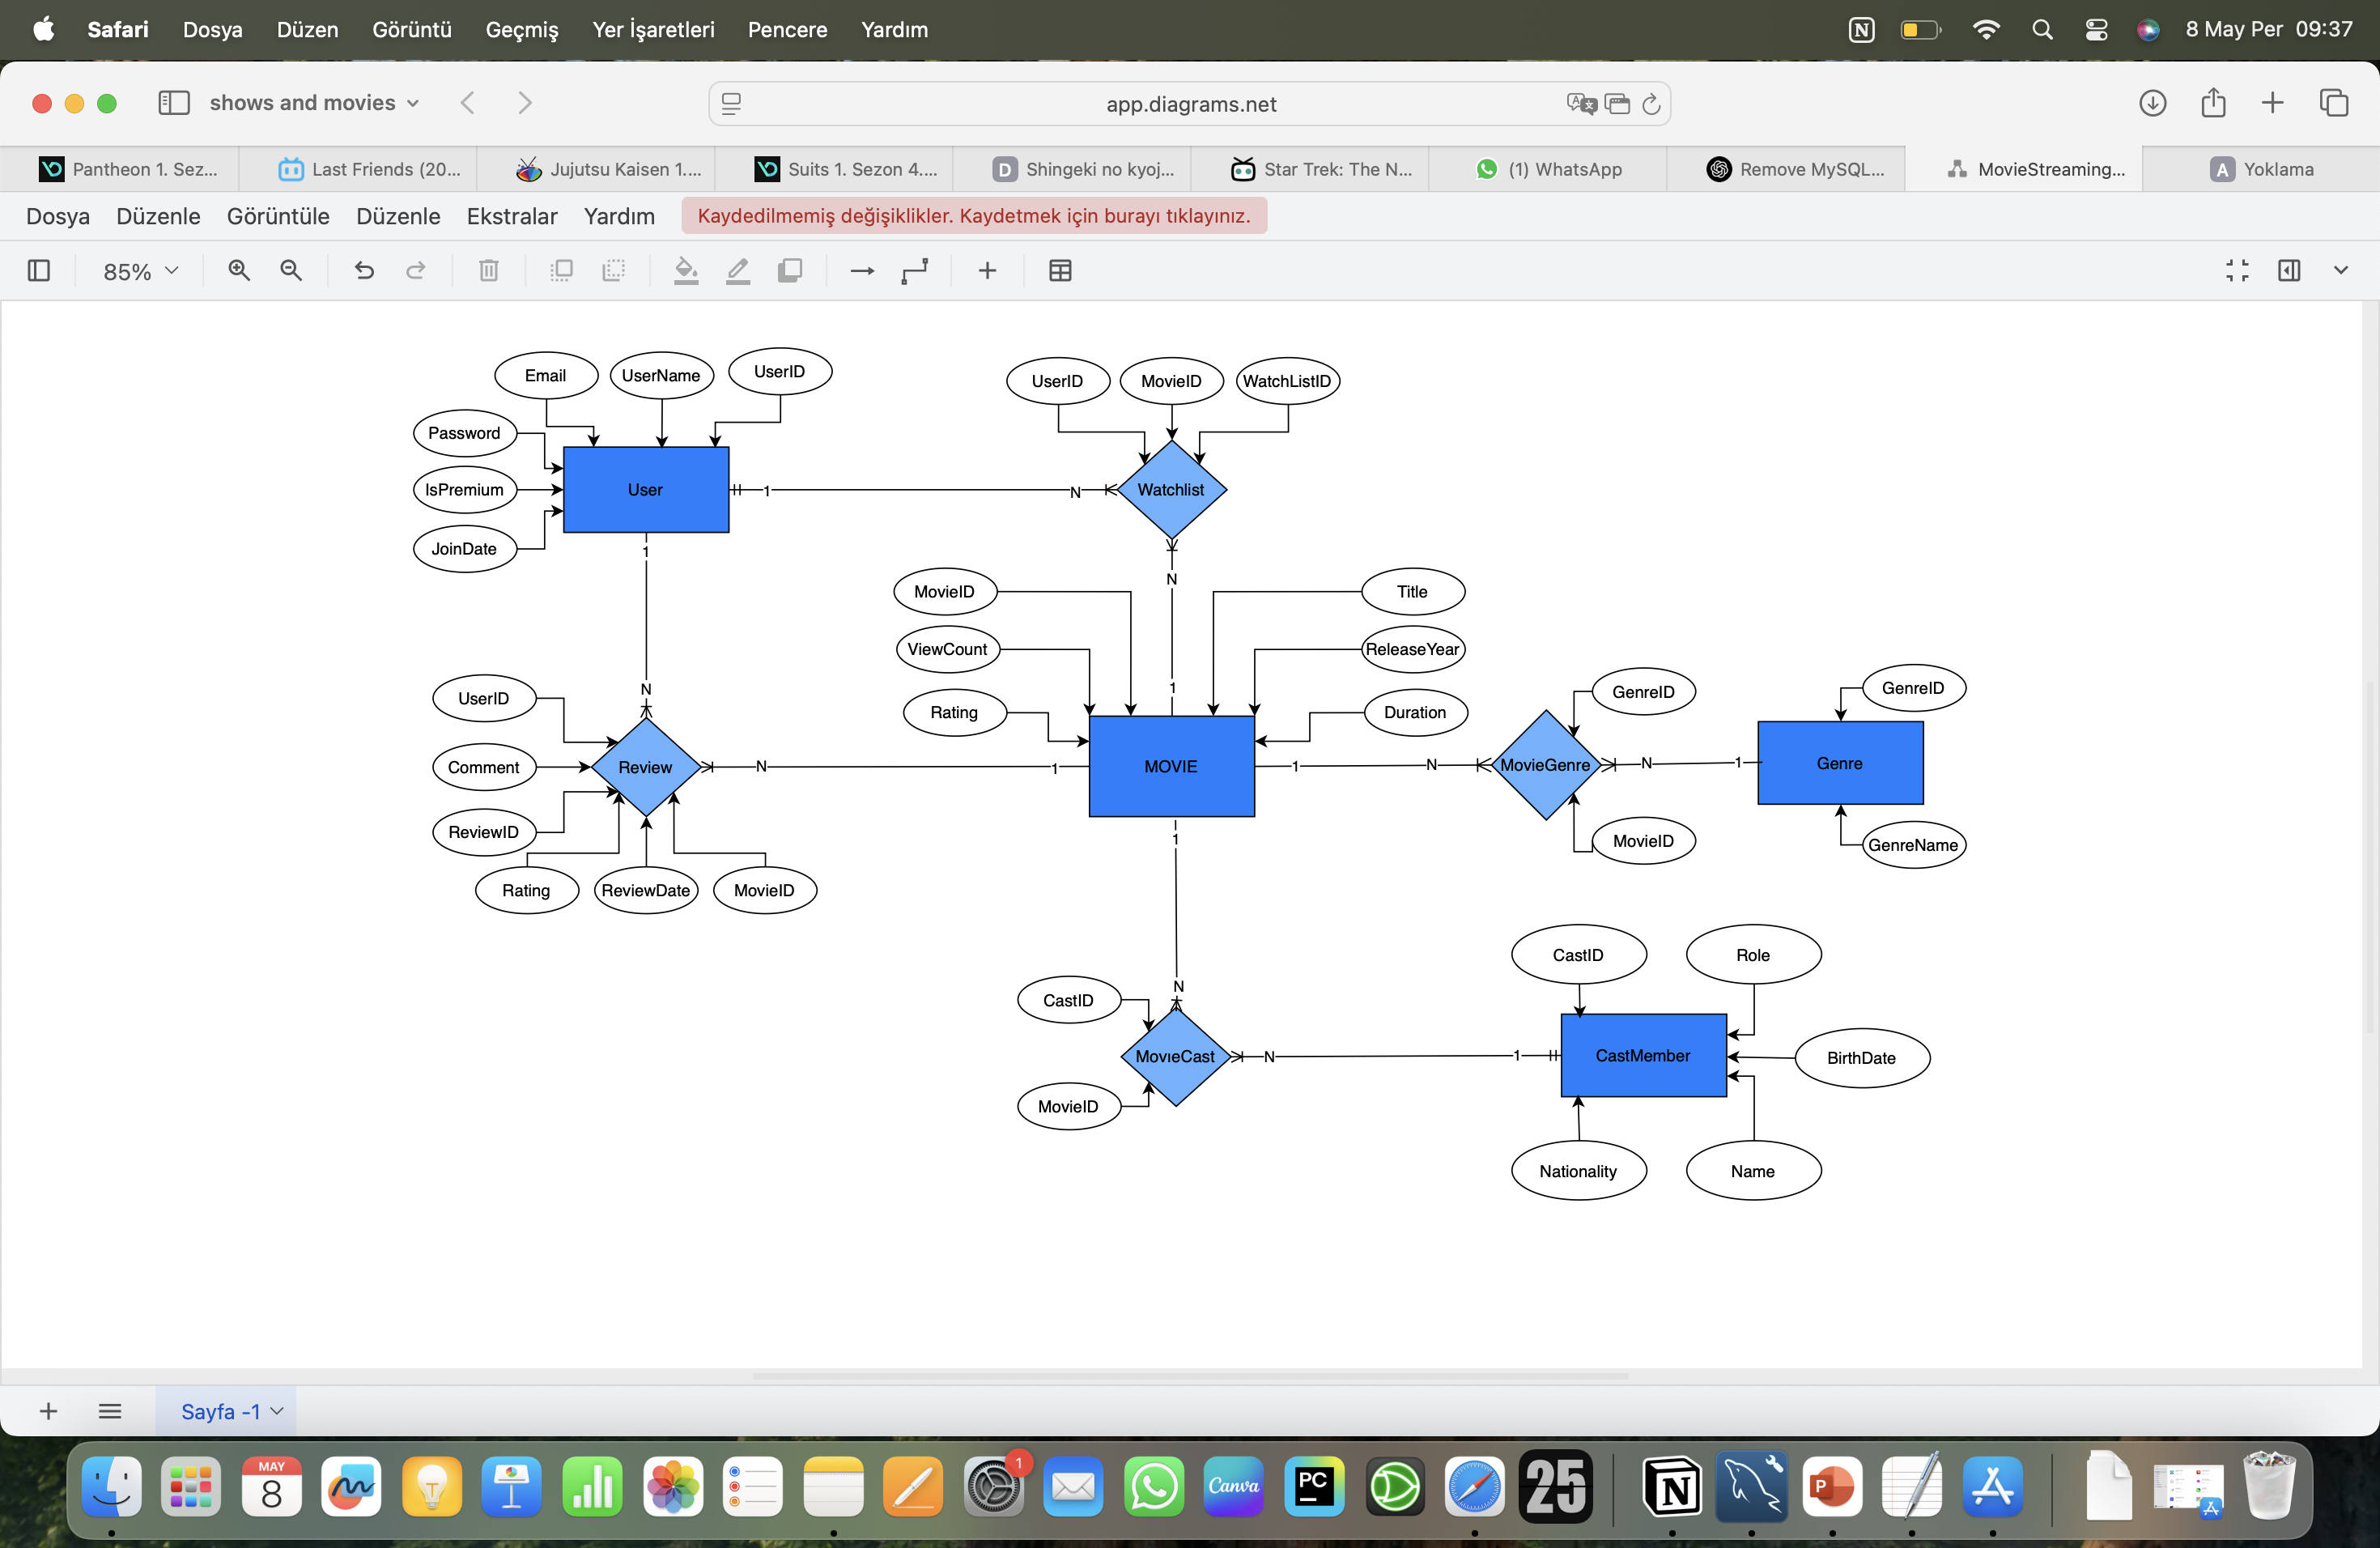 Safari Dosya Düzen Görüntü Geçmiş Yer İşaretleri Pencere Yardım 8 May Per 09:37
shows and movies app.diagrams.net
Pantheon 1. Sez... Last Friends (20... Jujutsu Kaisen 1.... Suits 1. Sezon 4.... D Shingeki no kyoj... Star Trek: The N... (1) WhatsApp Remove MySQL... MovieStreaming... A Yoklama
Dosya Düzenle Görüntüle Düzenle Ekstralar Yardım Kaydedilmemiş değişiklikler. Kaydetmek için burayı tıklayınız.
85%
Email UserName UserID
UserID MovieID WatchListID
Password
IsPremium User 1 N Watchlist
JoinDate
1 N
MovieID Title
ViewCount ReleaseYear
N 1
UserID Rating Duration GenreID GenreID
Comment Review N 1 MOVIE 1 N MovieGenre N 1 Genre
ReviewID 1 MovieID GenreName
Rating ReviewDate MovieID
CastID Role
N
CastID
MovieCast N 1 CastMember BirthDate
MovieID
Nationality Name
Sayfa -1
MAY
8
1
Canva
PC
25
N
P